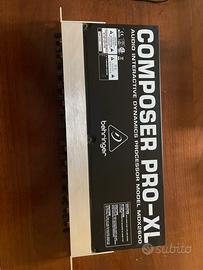 COMPOSER PRO-XL
AUDIO INTERACTIVE DYNAMICS PROCESSOR MODEL MDX2600
behringer
subito